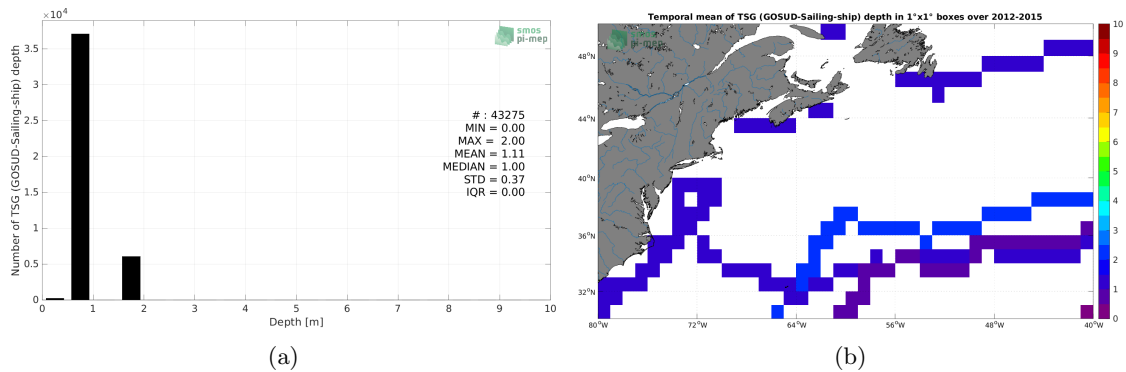 ×10⁴
3.5
3
2.5
2
1.5
1
0.5
0
0
1
2
3
4
5
6
7
8
9
10
Number of TSG (GOSUD-Sailing-ship) depth
Depth [m]
smos
pi-mep
# : 43275
MIN = 0.00
MAX = 2.00
MEAN = 1.11
MEDIAN = 1.00
STD = 0.37
IQR = 0.00
(a)
Temporal mean of TSG (GOSUD-Sailing-ship) depth in 1°x1° boxes over 2012-2015
smos
pi-mep
48°N
44°N
40°N
36°N
32°N
80°W
72°W
64°W
56°W
48°W
40°W
10
9
8
7
6
5
4
3
2
1
0
(b)